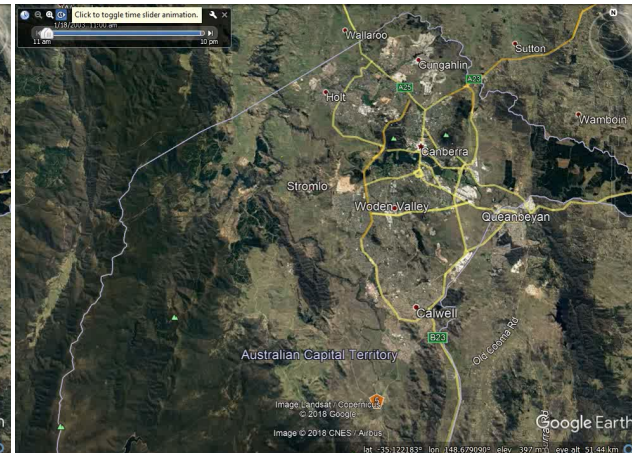 Click to toggle time slider animation.
1/18/2003 11:00 am
11 am
10 pm
N
Wallaroo
Sutton
Gungahlin
A25
A23
Holt
Wamboin
Canberra
Stromlo
Woden Valley
Queanbeyan
Calwell
B23
Old Cooma Rd
Australian Capital Territory
Image Landsat / Copernicus
© 2018 Google
Image © 2018 CNES / Airbus
Google Earth
lat -35.122183° lon 148.679090° elev 397 m eye alt 51.44 km